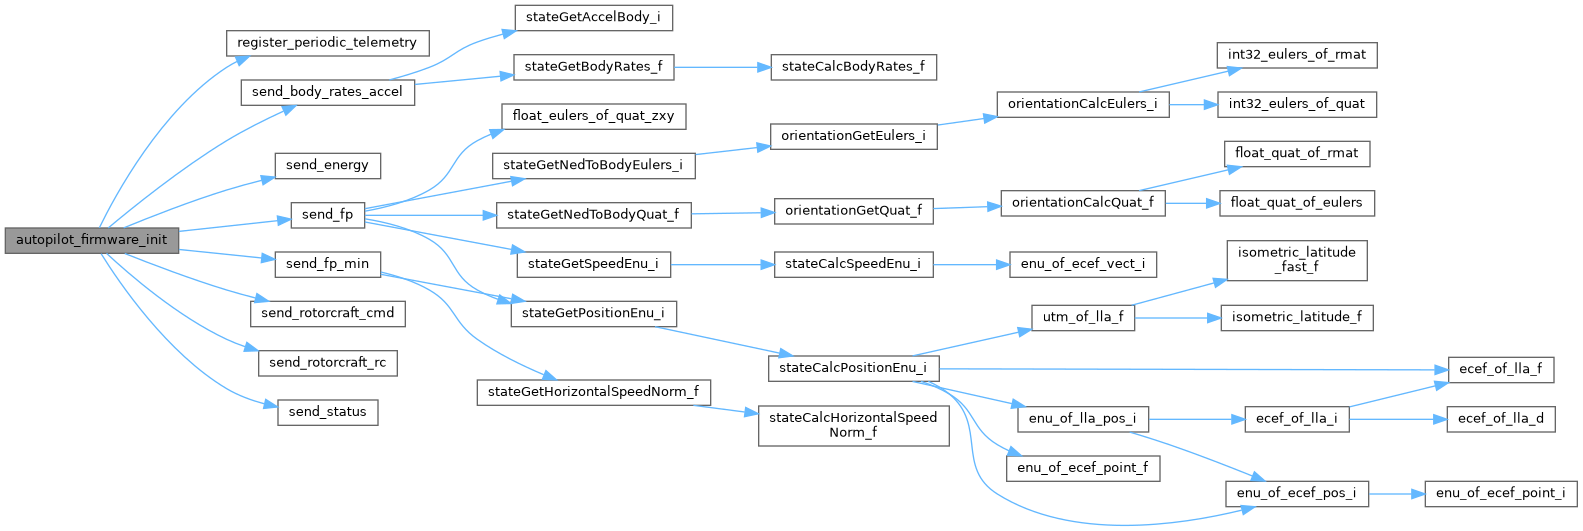 autopilot_firmware_init
register_periodic_telemetry
send_body_rates_accel
send_energy
send_fp
send_fp_min
send_rotorcraft_cmd
send_rotorcraft_rc
send_status
stateGetAccelBody_i
stateGetBodyRates_f
float_eulers_of_quat_zxy
stateGetNedToBodyEulers_i
stateGetNedToBodyQuat_f
stateGetSpeedEnu_i
stateGetPositionEnu_i
stateGetHorizontalSpeedNorm_f
stateCalcBodyRates_f
orientationGetEulers_i
orientationGetQuat_f
stateCalcSpeedEnu_i
stateCalcPositionEnu_i
stateCalcHorizontalSpeed
Norm_f
orientationCalcEulers_i
orientationCalcQuat_f
enu_of_ecef_vect_i
utm_of_lla_f
enu_of_lla_pos_i
enu_of_ecef_point_f
int32_eulers_of_rmat
int32_eulers_of_quat
float_quat_of_rmat
float_quat_of_eulers
isometric_latitude
_fast_f
isometric_latitude_f
ecef_of_lla_i
enu_of_ecef_pos_i
ecef_of_lla_f
ecef_of_lla_d
enu_of_ecef_point_i